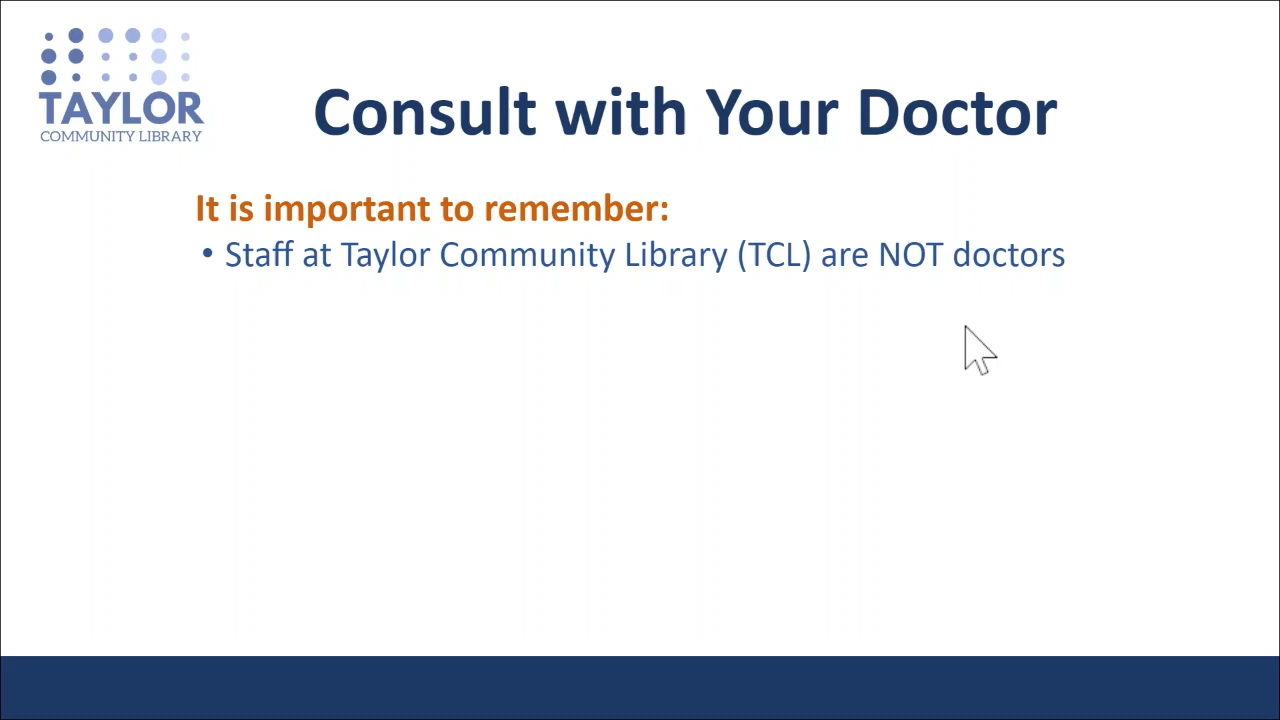 TAYLOR
COMMUNITY LIBRARY
Consult with Your Doctor
It is important to remember:
• Staff at Taylor Community Library (TCL) are NOT doctors